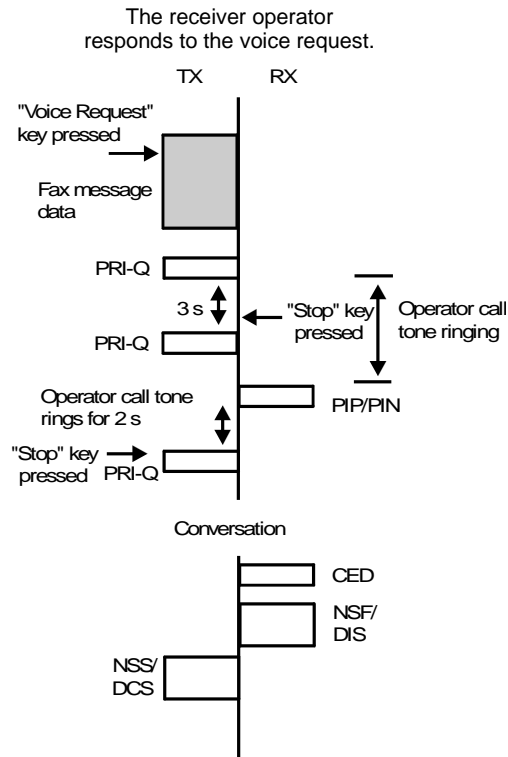 The receiver operator
responds to the voice request.
TX RX
"Voice Request"
key pressed
Fax message
data
PRI-Q
3 s
"Stop" key
pressed
Operator call
tone ringing
PRI-Q
Operator call tone
rings for 2 s
PIP/PIN
"Stop" key
pressed
PRI-Q
Conversation
CED
NSF/
DIS
NSS/
DCS